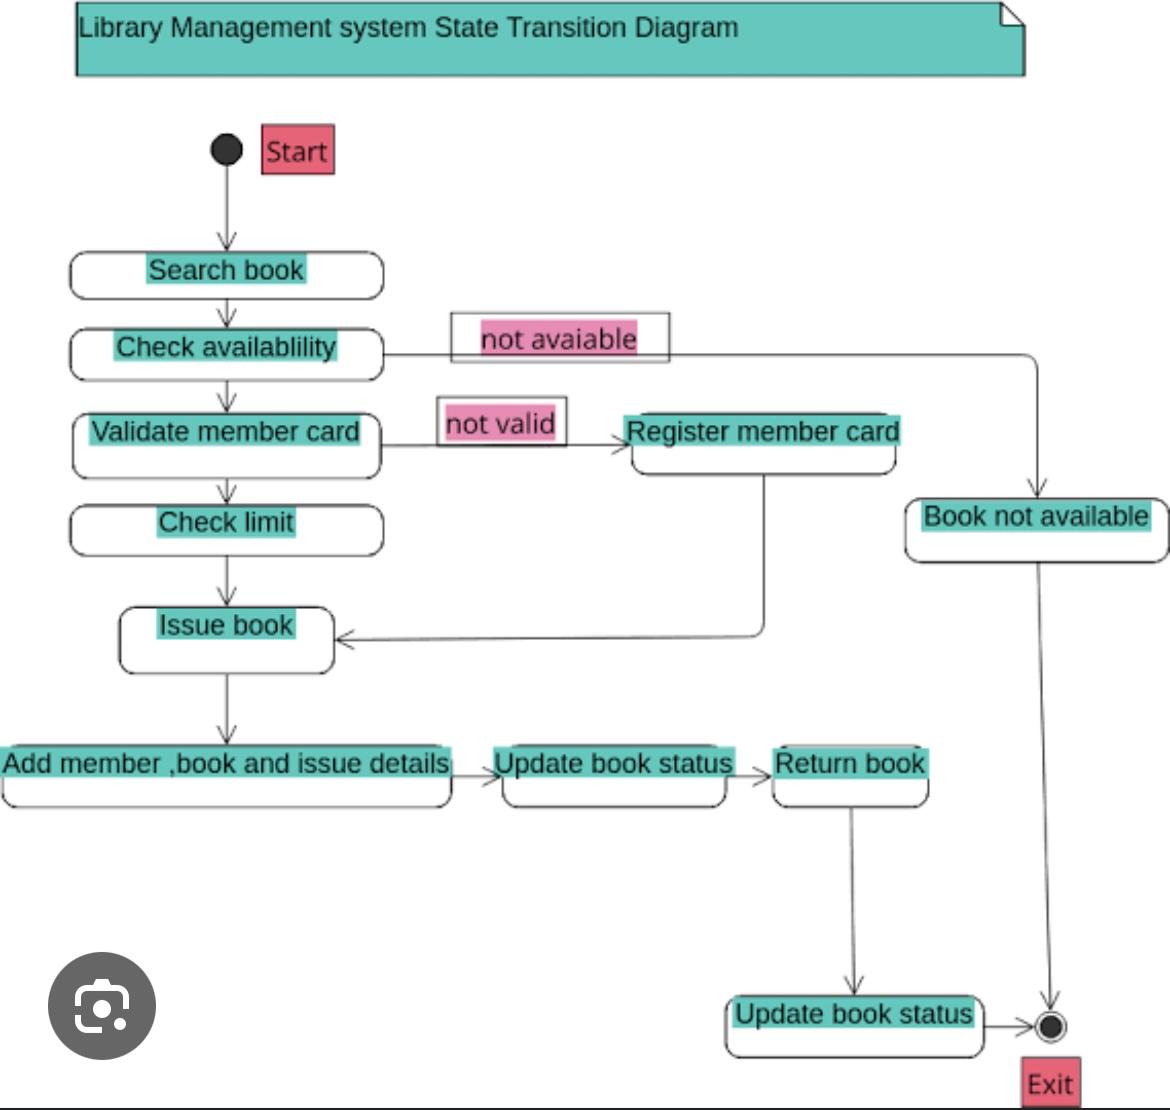 Library Management system State Transition Diagram
Start
Search book
Check availablility
not avaiable
Validate member card
not valid
Register member card
Check limit
Book not available
Issue book
Add member ,book and issue details
Update book status
Return book
Update book status
Exit